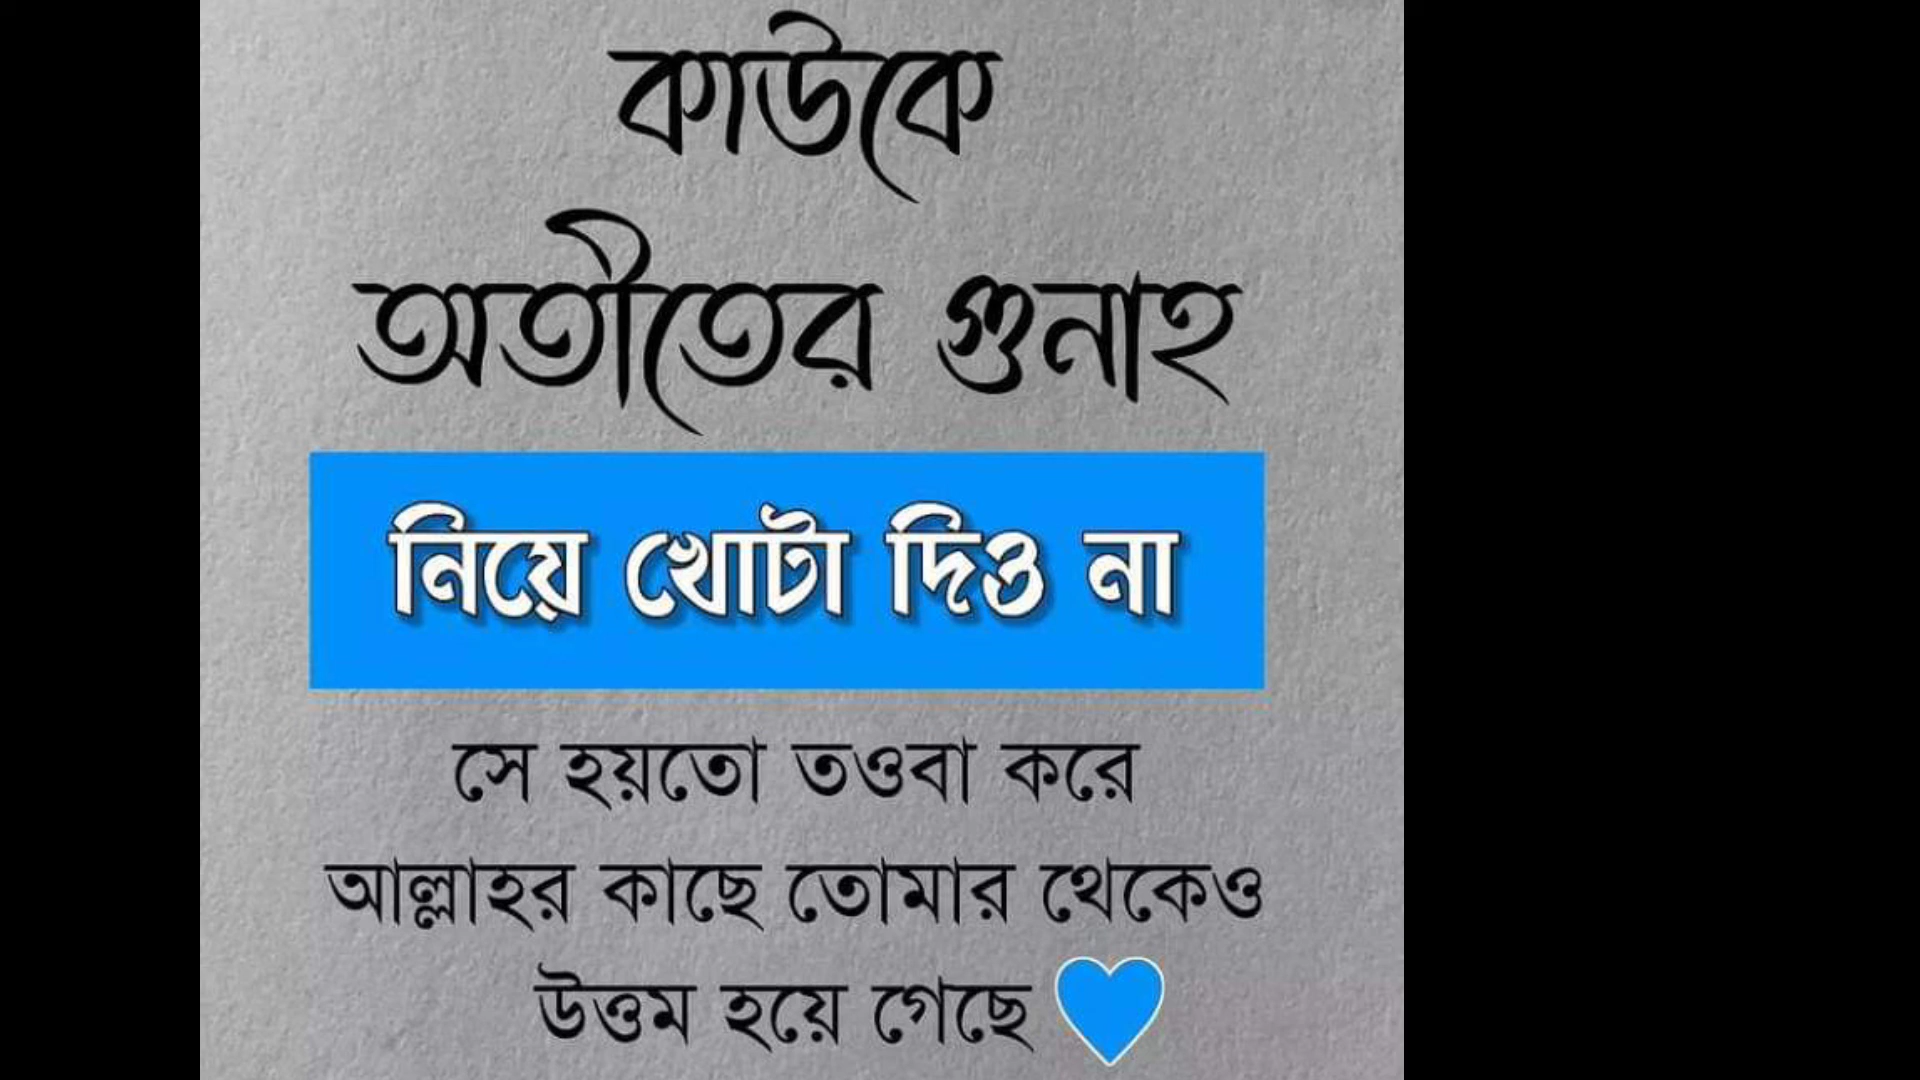 কাউকে
অতীতের গুনাহ
নিয়ে খোটা দিও না
সে হয়তো তওবা করে
আল্লাহর কাছে তোমার থেকেও
উত্তম হয়ে গেছে